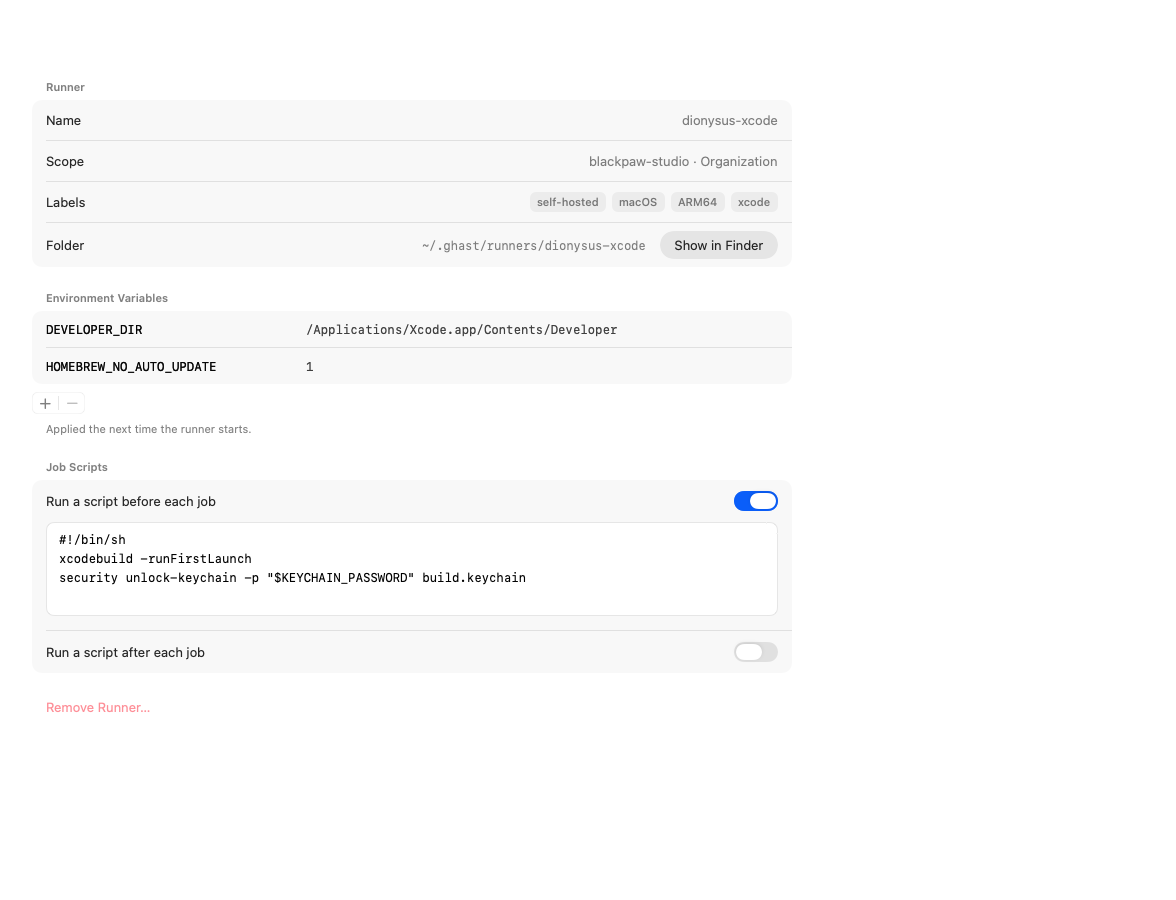 Runner
Name dionysus-xcode
Scope blackpaw-studio · Organization
Labels self-hosted macOS ARM64 xcode
Folder ~/.ghast/runners/dionysus-xcode Show in Finder
Environment Variables
DEVELOPER_DIR /Applications/Xcode.app/Contents/Developer
HOMEBREW_NO_AUTO_UPDATE 1
Applied the next time the runner starts.
Job Scripts
Run a script before each job
#!/bin/sh
xcodebuild -runFirstLaunch
security unlock-keychain -p "$KEYCHAIN_PASSWORD" build.keychain
Run a script after each job
Remove Runner…